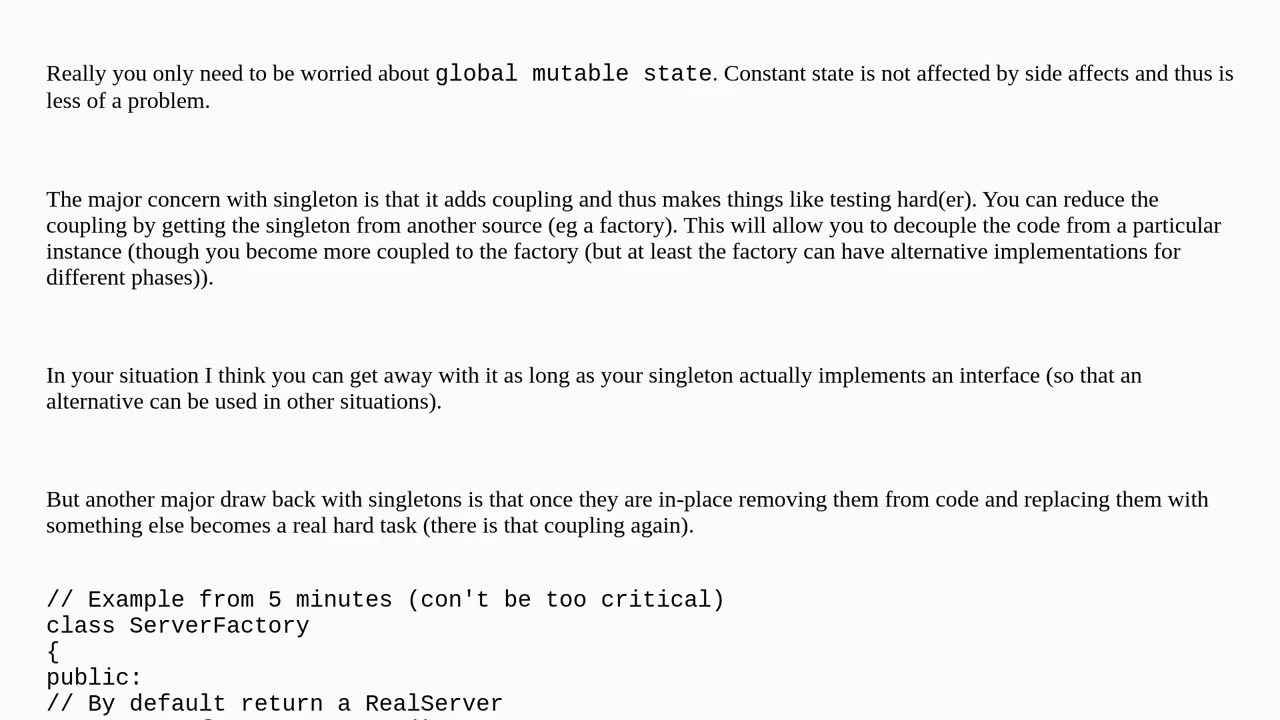 Really you only need to be worried about global mutable state. Constant state is not affected by side affects and thus is
less of a problem.
The major concern with singleton is that it adds coupling and thus makes things like testing hard(er). You can reduce the
coupling by getting the singleton from another source (eg a factory). This will allow you to decouple the code from a particular
instance (though you become more coupled to the factory (but at least the factory can have alternative implementations for
different phases)).
In your situation I think you can get away with it as long as your singleton actually implements an interface (so that an
alternative can be used in other situations).
But another major draw back with singletons is that once they are in-place removing them from code and replacing them with
something else becomes a real hard task (there is that coupling again).
// Example from 5 minutes (con't be too critical)
class ServerFactory
{
public:
// By default return a RealServer